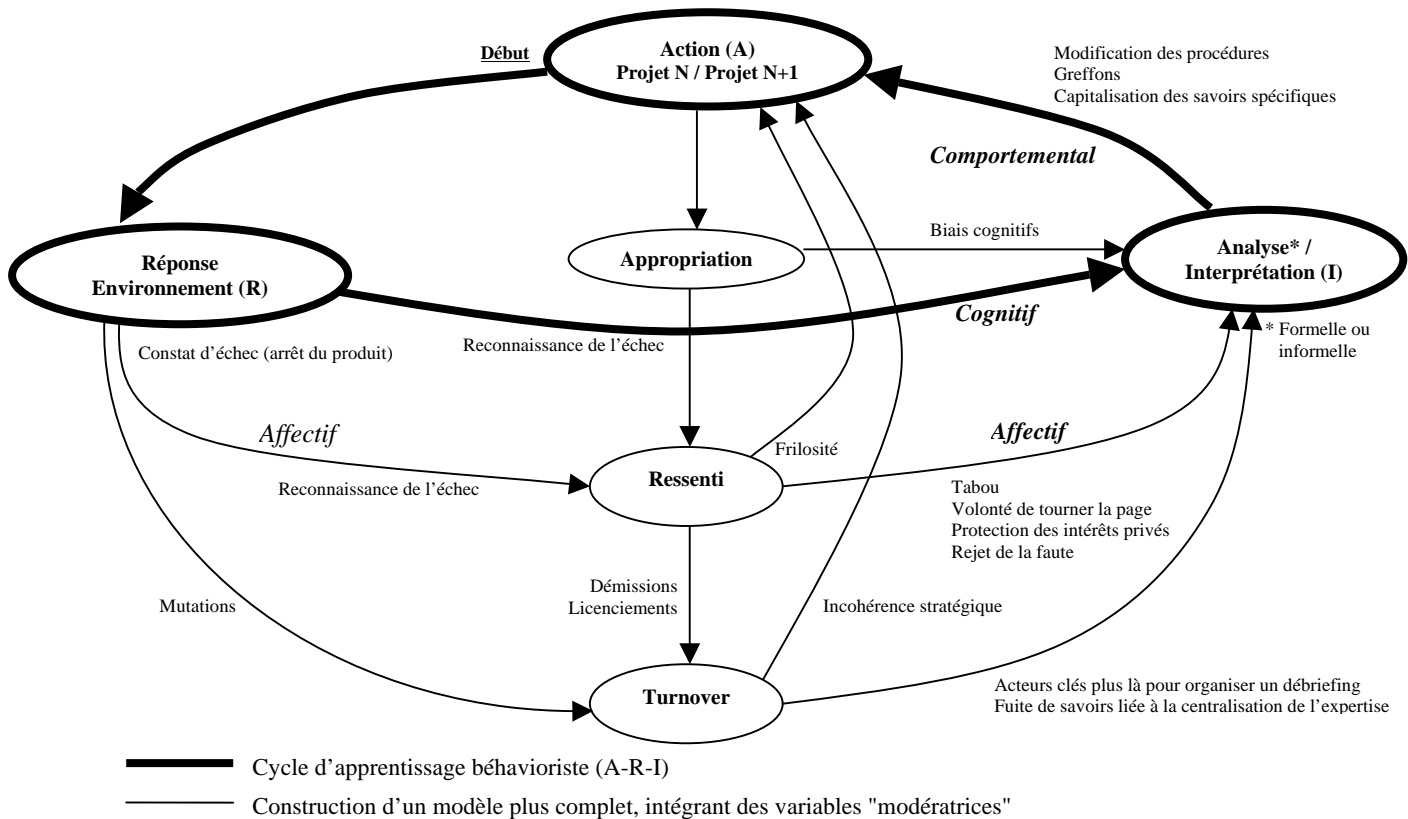 Début
Action (A)
Projet N / Projet N+1
Modification des procédures
Greffons
Capitalisation des savoirs spécifiques
Comportemental
Réponse
Environnement (R)
Appropriation
Biais cognitifs
Analyse* /
Interprétation (I)
Cognitif
* Formelle ou
informelle
Constat d’échec (arrêt du produit)
Reconnaissance de l’échec
Affectif
Reconnaissance de l’échec
Ressenti
Frilosité
Affectif
Tabou
Volonté de tourner la page
Protection des intérêts privés
Rejet de la faute
Mutations
Démissions
Licenciements
Incohérence stratégique
Turnover
Acteurs clés plus là pour organiser un débriefing
Fuite de savoirs liée à la centralisation de l’expertise
Cycle d’apprentissage béhavioriste (A-R-I)
Construction d’un modèle plus complet, intégrant des variables "modératrices"